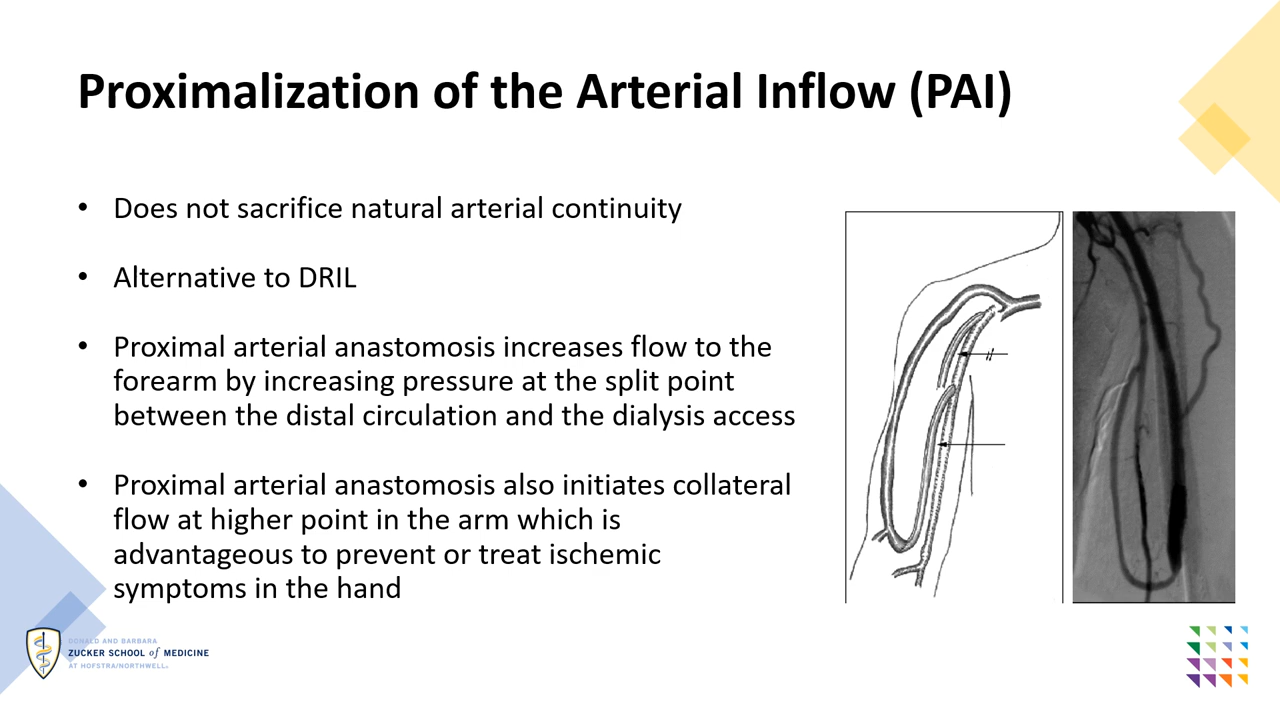 Proximalization of the Arterial Inflow (PAI)
• Does not sacrifice natural arterial continuity
• Alternative to DRIL
• Proximal arterial anastomosis increases flow to the
forearm by increasing pressure at the split point
between the distal circulation and the dialysis access
• Proximal arterial anastomosis also initiates collateral
flow at higher point in the arm which is
advantageous to prevent or treat ischemic
symptoms in the hand
DONALD AND BARBARA
ZUCKER SCHOOL of MEDICINE
AT HOFSTRA/NORTHWELL